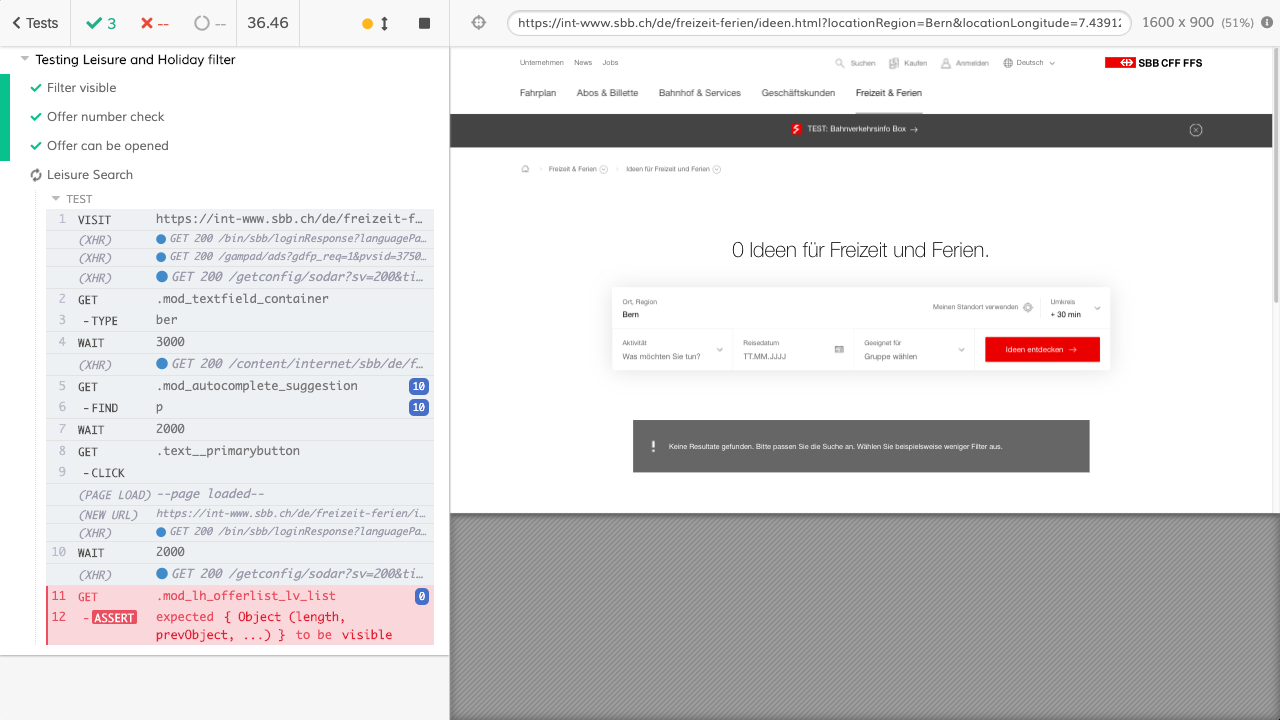 Tests
3
--
--
36.46
https://int-www.sbb.ch/de/freizeit-ferien/ideen.html?locationRegion=Bern&locationLongitude=7.43912
1600 x 900 (51%)
Testing Leisure and Holiday filter
Filter visible
Offer number check
Offer can be opened
Leisure Search
TEST
1 VISIT https://int-www.sbb.ch/de/freizeit-f…
(XHR) GET 200 /bin/sbb/loginResponse?languagePa…
(XHR) GET 200 /gampad/ads?gdfp_req=1&pvsid=3750…
(XHR) GET 200 /getconfig/sodar?sv=200&ti…
2 GET .mod_textfield_container
3 -TYPE ber
4 WAIT 3000
(XHR) GET 200 /content/internet/sbb/de/f…
5 GET .mod_autocomplete_suggestion 10
6 -FIND p 10
7 WAIT 2000
8 GET .text__primarybutton
9 -CLICK
(PAGE LOAD) --page loaded--
(NEW URL) https://int-www.sbb.ch/de/freizeit-ferien/i…
(XHR) GET 200 /bin/sbb/loginResponse?languagePa…
10 WAIT 2000
(XHR) GET 200 /getconfig/sodar?sv=200&ti…
11 GET .mod_lh_offerlist_lv_list 0
12 -ASSERT expected { Object (length,
prevObject, ...) } to be visible
Unternehmen News Jobs
Suchen Kaufen Anmelden Deutsch
SBB CFF FFS
Fahrplan Abos & Billette Bahnhof & Services Geschäftskunden Freizeit & Ferien
TEST: Bahnverkehrsinfo Box →
Freizeit & Ferien Ideen für Freizeit und Ferien
0 Ideen für Freizeit und Ferien.
Ort, Region
Bern
Meinen Standort verwenden
Umkreis
+ 30 min
Aktivität
Was möchten Sie tun?
Reisedatum
TT.MM.JJJJ
Geeignet für
Gruppe wählen
Ideen entdecken →
Keine Resultate gefunden. Bitte passen Sie die Suche an. Wählen Sie beispielsweise weniger Filter aus.